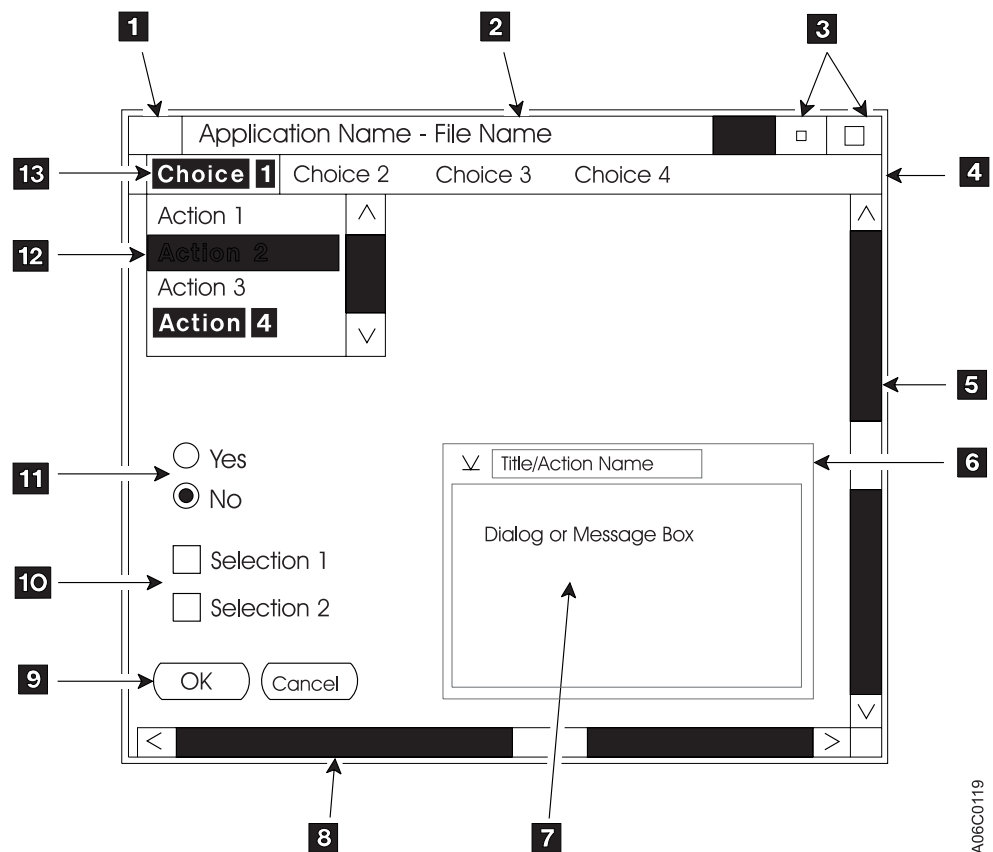 1 2 3
Application Name - File Name
13 Choice 1 Choice 2 Choice 3 Choice 4 4
Action 1
12 Action 2
Action 3
Action 4
5
Yes
11
No
6
Title/Action Name
Dialog or Message Box
Selection 1
10
Selection 2
9 OK Cancel
8 7
A06C0119